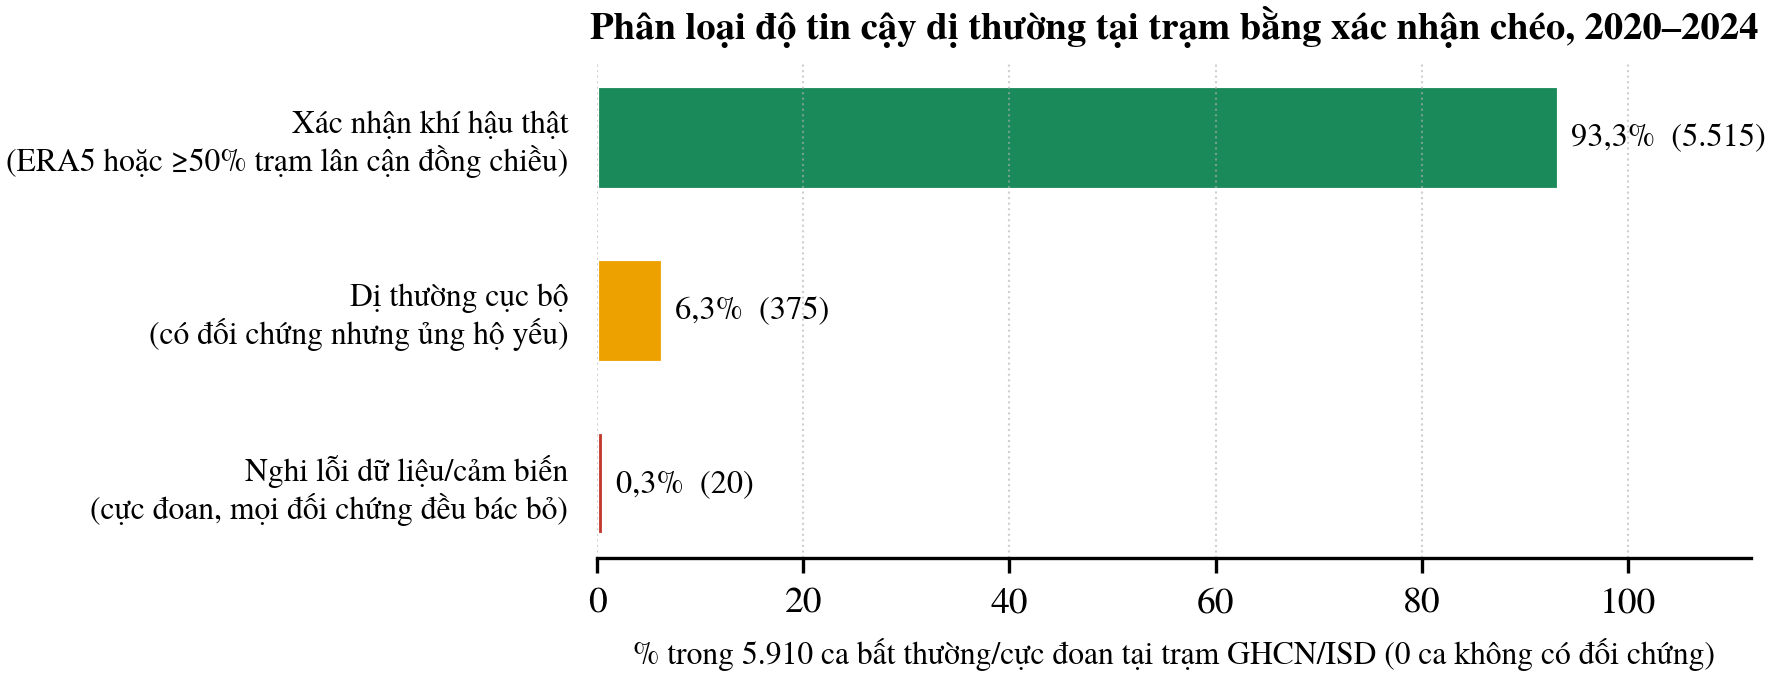 Phân loại độ tin cậy dị thường tại trạm bằng xác nhận chéo, 2020–2024
Xác nhận khí hậu thật
(ERA5 hoặc ≥50% trạm lân cận đồng chiều)
93,3% (5.515)
Dị thường cục bộ
(có đối chứng nhưng ủng hộ yếu)
6,3% (375)
Nghi lỗi dữ liệu/cảm biến
(cực đoan, mọi đối chứng đều bác bỏ)
0,3% (20)
0 20 40 60 80 100
% trong 5.910 ca bất thường/cực đoan tại trạm GHCN/ISD (0 ca không có đối chứng)